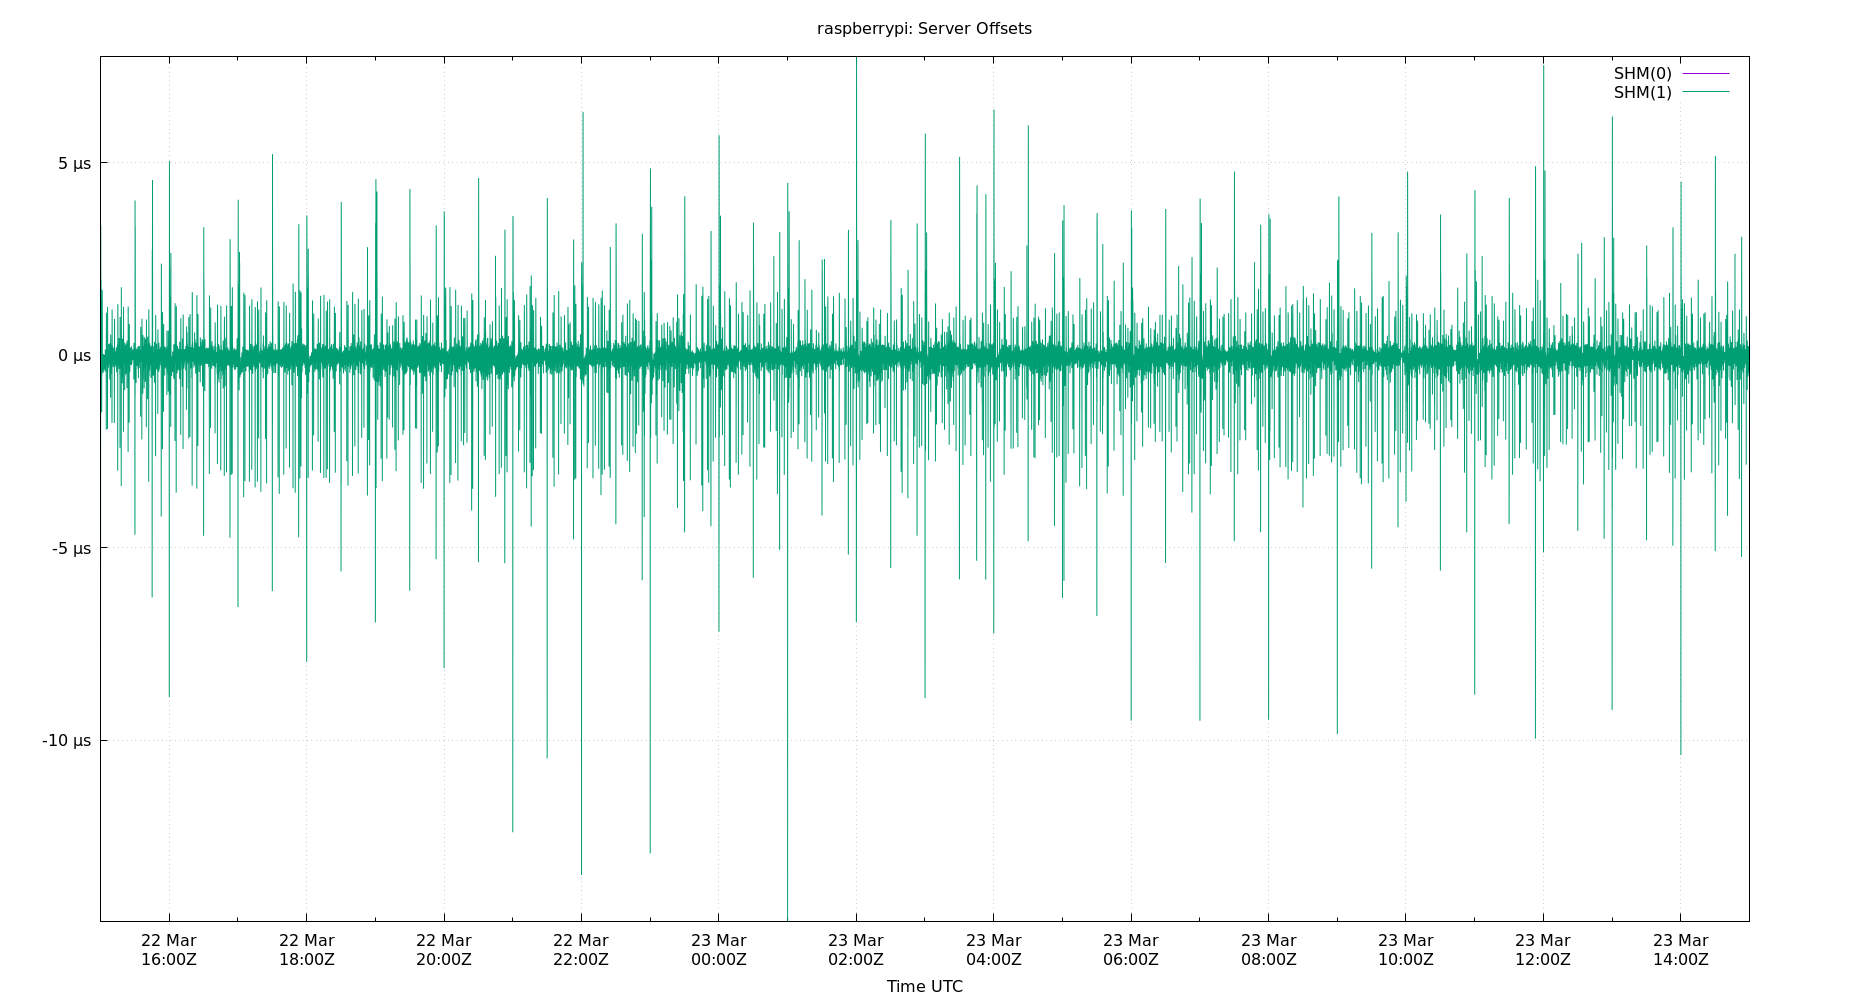 raspberrypi: Server Offsets
SHM(0)
SHM(1)
5 µs
0 µs
-5 µs
-10 µs
22 Mar 22 Mar 22 Mar 22 Mar 23 Mar 23 Mar 23 Mar 23 Mar 23 Mar 23 Mar 23 Mar 23 Mar
16:00Z 18:00Z 20:00Z 22:00Z 00:00Z 02:00Z 04:00Z 06:00Z 08:00Z 10:00Z 12:00Z 14:00Z
Time UTC